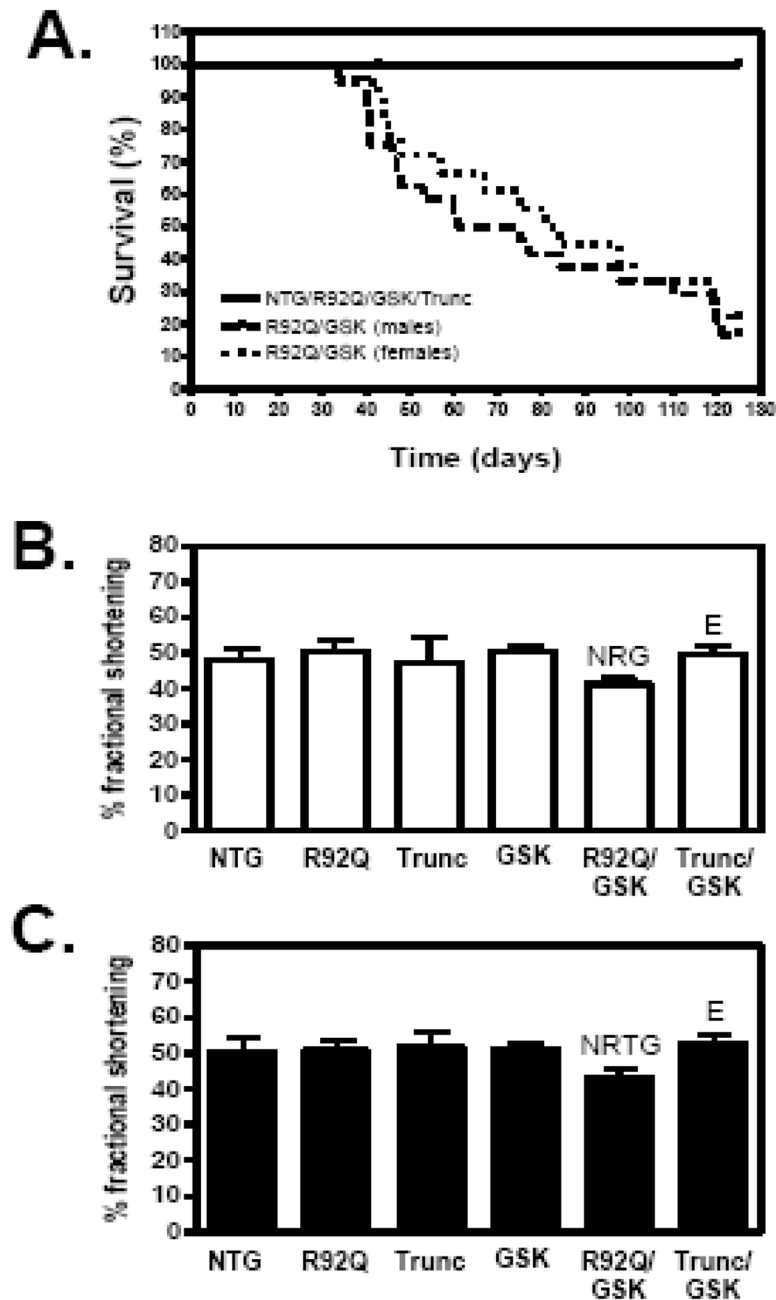 A.
Survival (%)
110
100
90
80
70
60
50
40
30
20
10
0
NTG/R92Q/GSK/Trunc
R92Q/GSK (males)
R92Q/GSK (females)
0 10 20 30 40 50 60 70 80 90 100 110 120 130
Time (days)
B.
% fractional shortening
80
70
60
50
40
30
20
10
0
NRG
E
NTG R92Q Trunc GSK R92Q/ Trunc/
GSK GSK
C.
% fractional shortening
80
70
60
50
40
30
20
10
0
NRTG
E
NTG R92Q Trunc GSK R92Q/ Trunc/
GSK GSK